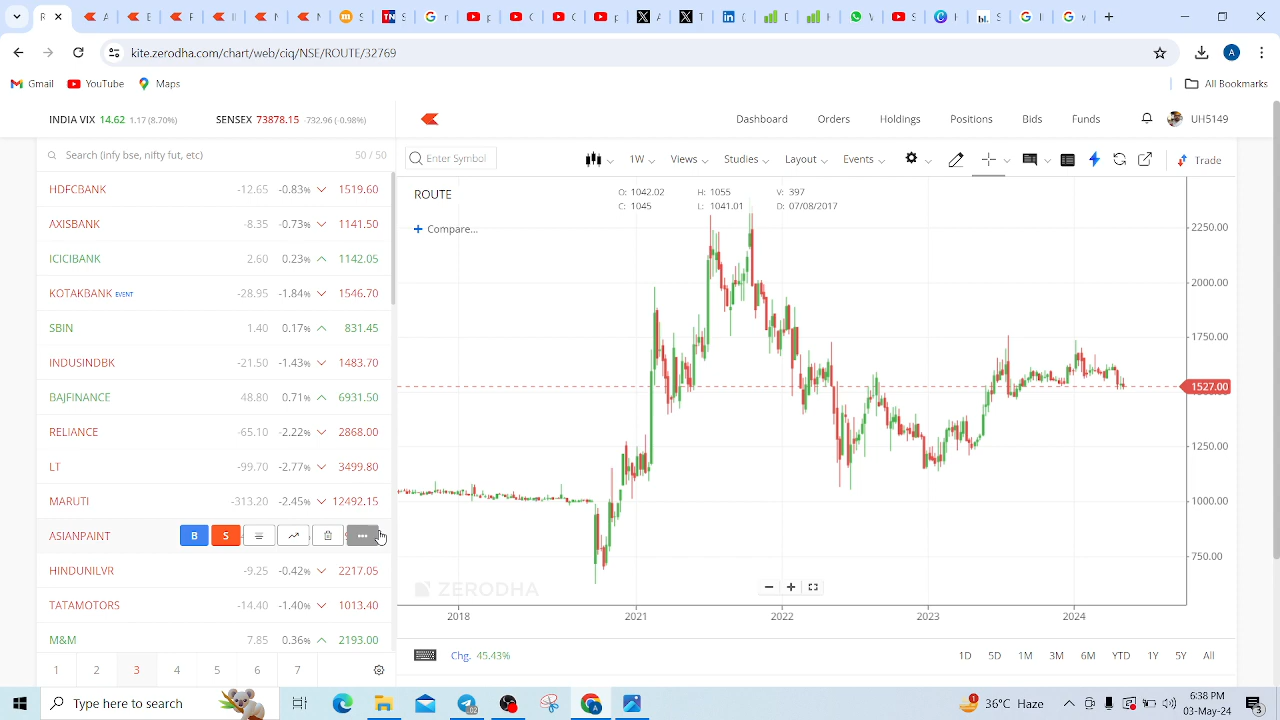 A
A
A
kite.zerodha.com/chart/web/ciq/NSE/ROUTE/32769
A
Gmail
YouTube
Maps
All Bookmarks
INDIA VIX 14.62 1.17 (8.70%) SENSEX 73878.15 -732.96 (-0.98%)
Dashboard Orders Holdings Positions Bids Funds UH5149
Search (infy bse, nifty fut, etc) 50 / 50
Enter Symbol 1W Views Studies Layout Events Trade
HDFCBANK -12.65 -0.83% 1519.60
AXISBANK -8.35 -0.73% 1141.50
ICICIBANK 2.60 0.23% 1142.05
KOTAKBANK EVENT -28.95 -1.84% 1546.70
SBIN 1.40 0.17% 831.45
INDUSINDBK -21.50 -1.43% 1483.70
BAJFINANCE 48.80 6931.50
RELIANCE -65.10 -2.22% 2868.00
LT -99.70 -2.77% 3499.60
MARUTI -313.20 -2.45% 12492.15
ASIANPAINT B S
HINDUNILVR -9.25 -0.42% 2217.05
TATAMOTORS -14.40 -1.40% 1013.40
M&M 7.85 0.36% 2193.00
1 2 3 4 5 6 7
ROUTE
O: 1042.02 H: 1055 V: 397
C: 1045 L: 1041.01 D: 07/08/2017
Compare...
2250.00
2000.00
1750.00
1527.00
1250.00
1000.00
750.00
ZERODHA
2018 2021 2022 2023 2024
Chg. 45.43%
1D 5D 1M 3M 6M YTD 1Y 5Y All
Type here to search
36°C Haze
6:38 PM
03-May-24